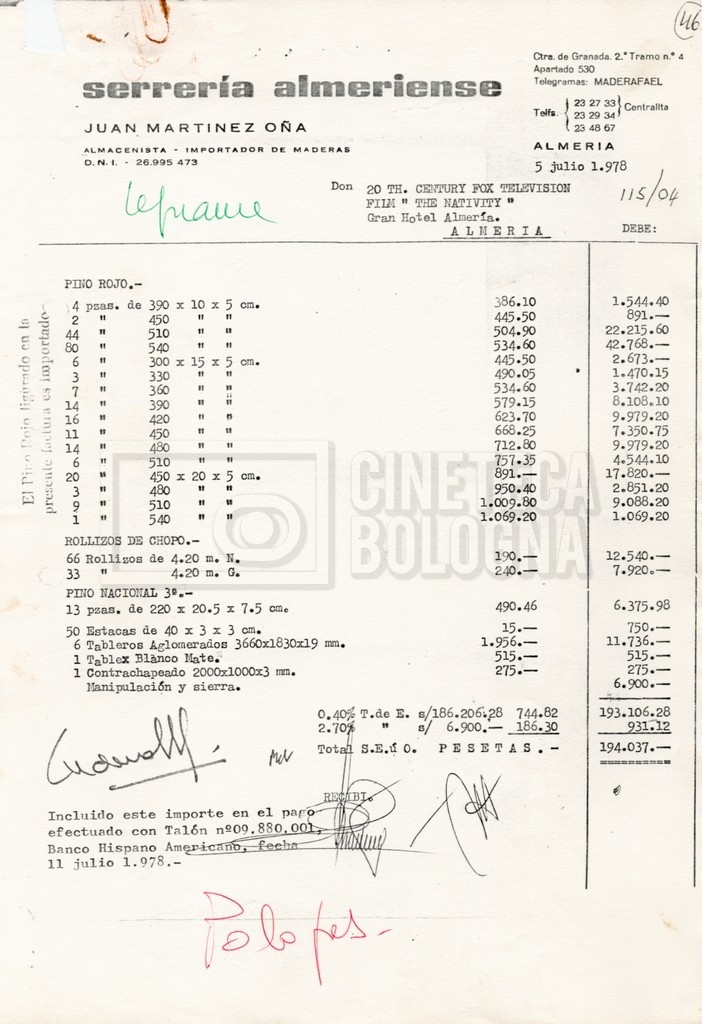 46
serrería almeriense
JUAN MARTINEZ OÑA
ALMACENISTA - IMPORTADOR DE MADERAS
D.N.I. - 26.995 473
Ctra. de Granada. 2.º Tramo n.º 4
Apartado 530
Telegramas: MADERAFAEL
Telfs. 23 27 33 23 29 34 Centralita
23 48 67
ALMERIA
5 julio 1.978
Don 20 TH. CENTURY FOX TELEVISION
FILM " THE NATIVITY "
Gran Hotel Almería.
ALMERIA
115/04
DEBE:
El Pino Rojo figurado en la
presente factura es importado
PINO ROJO.-
4 pzas. de 390 x 10 x 5 cm. 386.10 1.544.40
2 " 450 " " 445.50 891.—
44 " 510 " " 504.90 22.215.60
80 " 540 " " 534.60 42.768.—
6 " 300 x 15 x 5 cm. 445.50 2.673.—
3 " 330 " " 490.05 1.470.15
7 " 360 " " 534.60 3.742.20
14 " 390 " " 579.15 8.108.10
16 " 420 " " 623.70 9.979.20
11 " 450 " " 668.25 7.350.75
14 " 480 " " 712.80 9.979.20
6 " 510 " " 757.35 4.544.10
20 " 450 x 20 x 5 cm. 891.— 17.820.—
3 " 480 " " 950.40 2.851.20
9 " 510 " " 1.009.80 9.088.20
1 " 540 " " 1.069.20 1.069.20
ROLLIZOS DE CHOPO.-
66 Rollizos de 4.20 m. N. 190.— 12.540.—
33 " 4.20 m. G. 240.— 7.920.—
PINO NACIONAL 3ª.-
13 pzas. de 220 x 20.5 x 7.5 cm. 490.46 6.375.98
50 Estacas de 40 x 3 x 3 cm. 15.— 750.—
6 Tableros Aglomerados 3660x1830x19 mm. 1.956.— 11.736.—
1 Tablex Blanco Mate. 515.— 515.—
1 Contrachapeado 2000x1000x3 mm. 275.— 275.—
Manipulación y sierra. 6.900.—
0.40% T.de E. s/186.206.28 744.82 193.106.28
2.70% " s/ 6.900.— 186.30 931.12
Total S.E.ú O. PESETAS.- 194.037.—
RECIBI.
Incluido este importe en el pago
efectuado con Talón nº09.880.001,
Banco Hispano Americano, fecha
11 julio 1.978.-
CINETECA
BOLOGNA